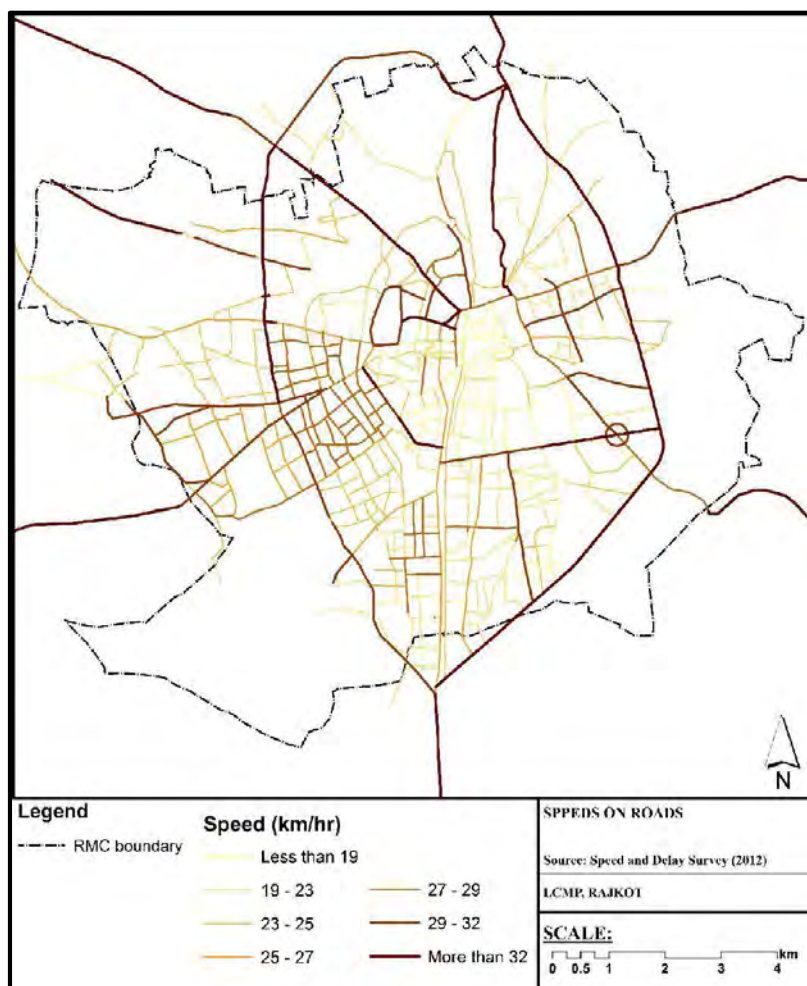 N
Legend
RMC boundary
Speed (km/hr)
Less than 19
19 - 23
23 - 25
25 - 27
27 - 29
29 - 32
More than 32
SPPEDS ON ROADS
Source: Speed and Delay Survey (2012)
LCMP, RAJKOT
SCALE:
km
0 0.5 1 2 3 4